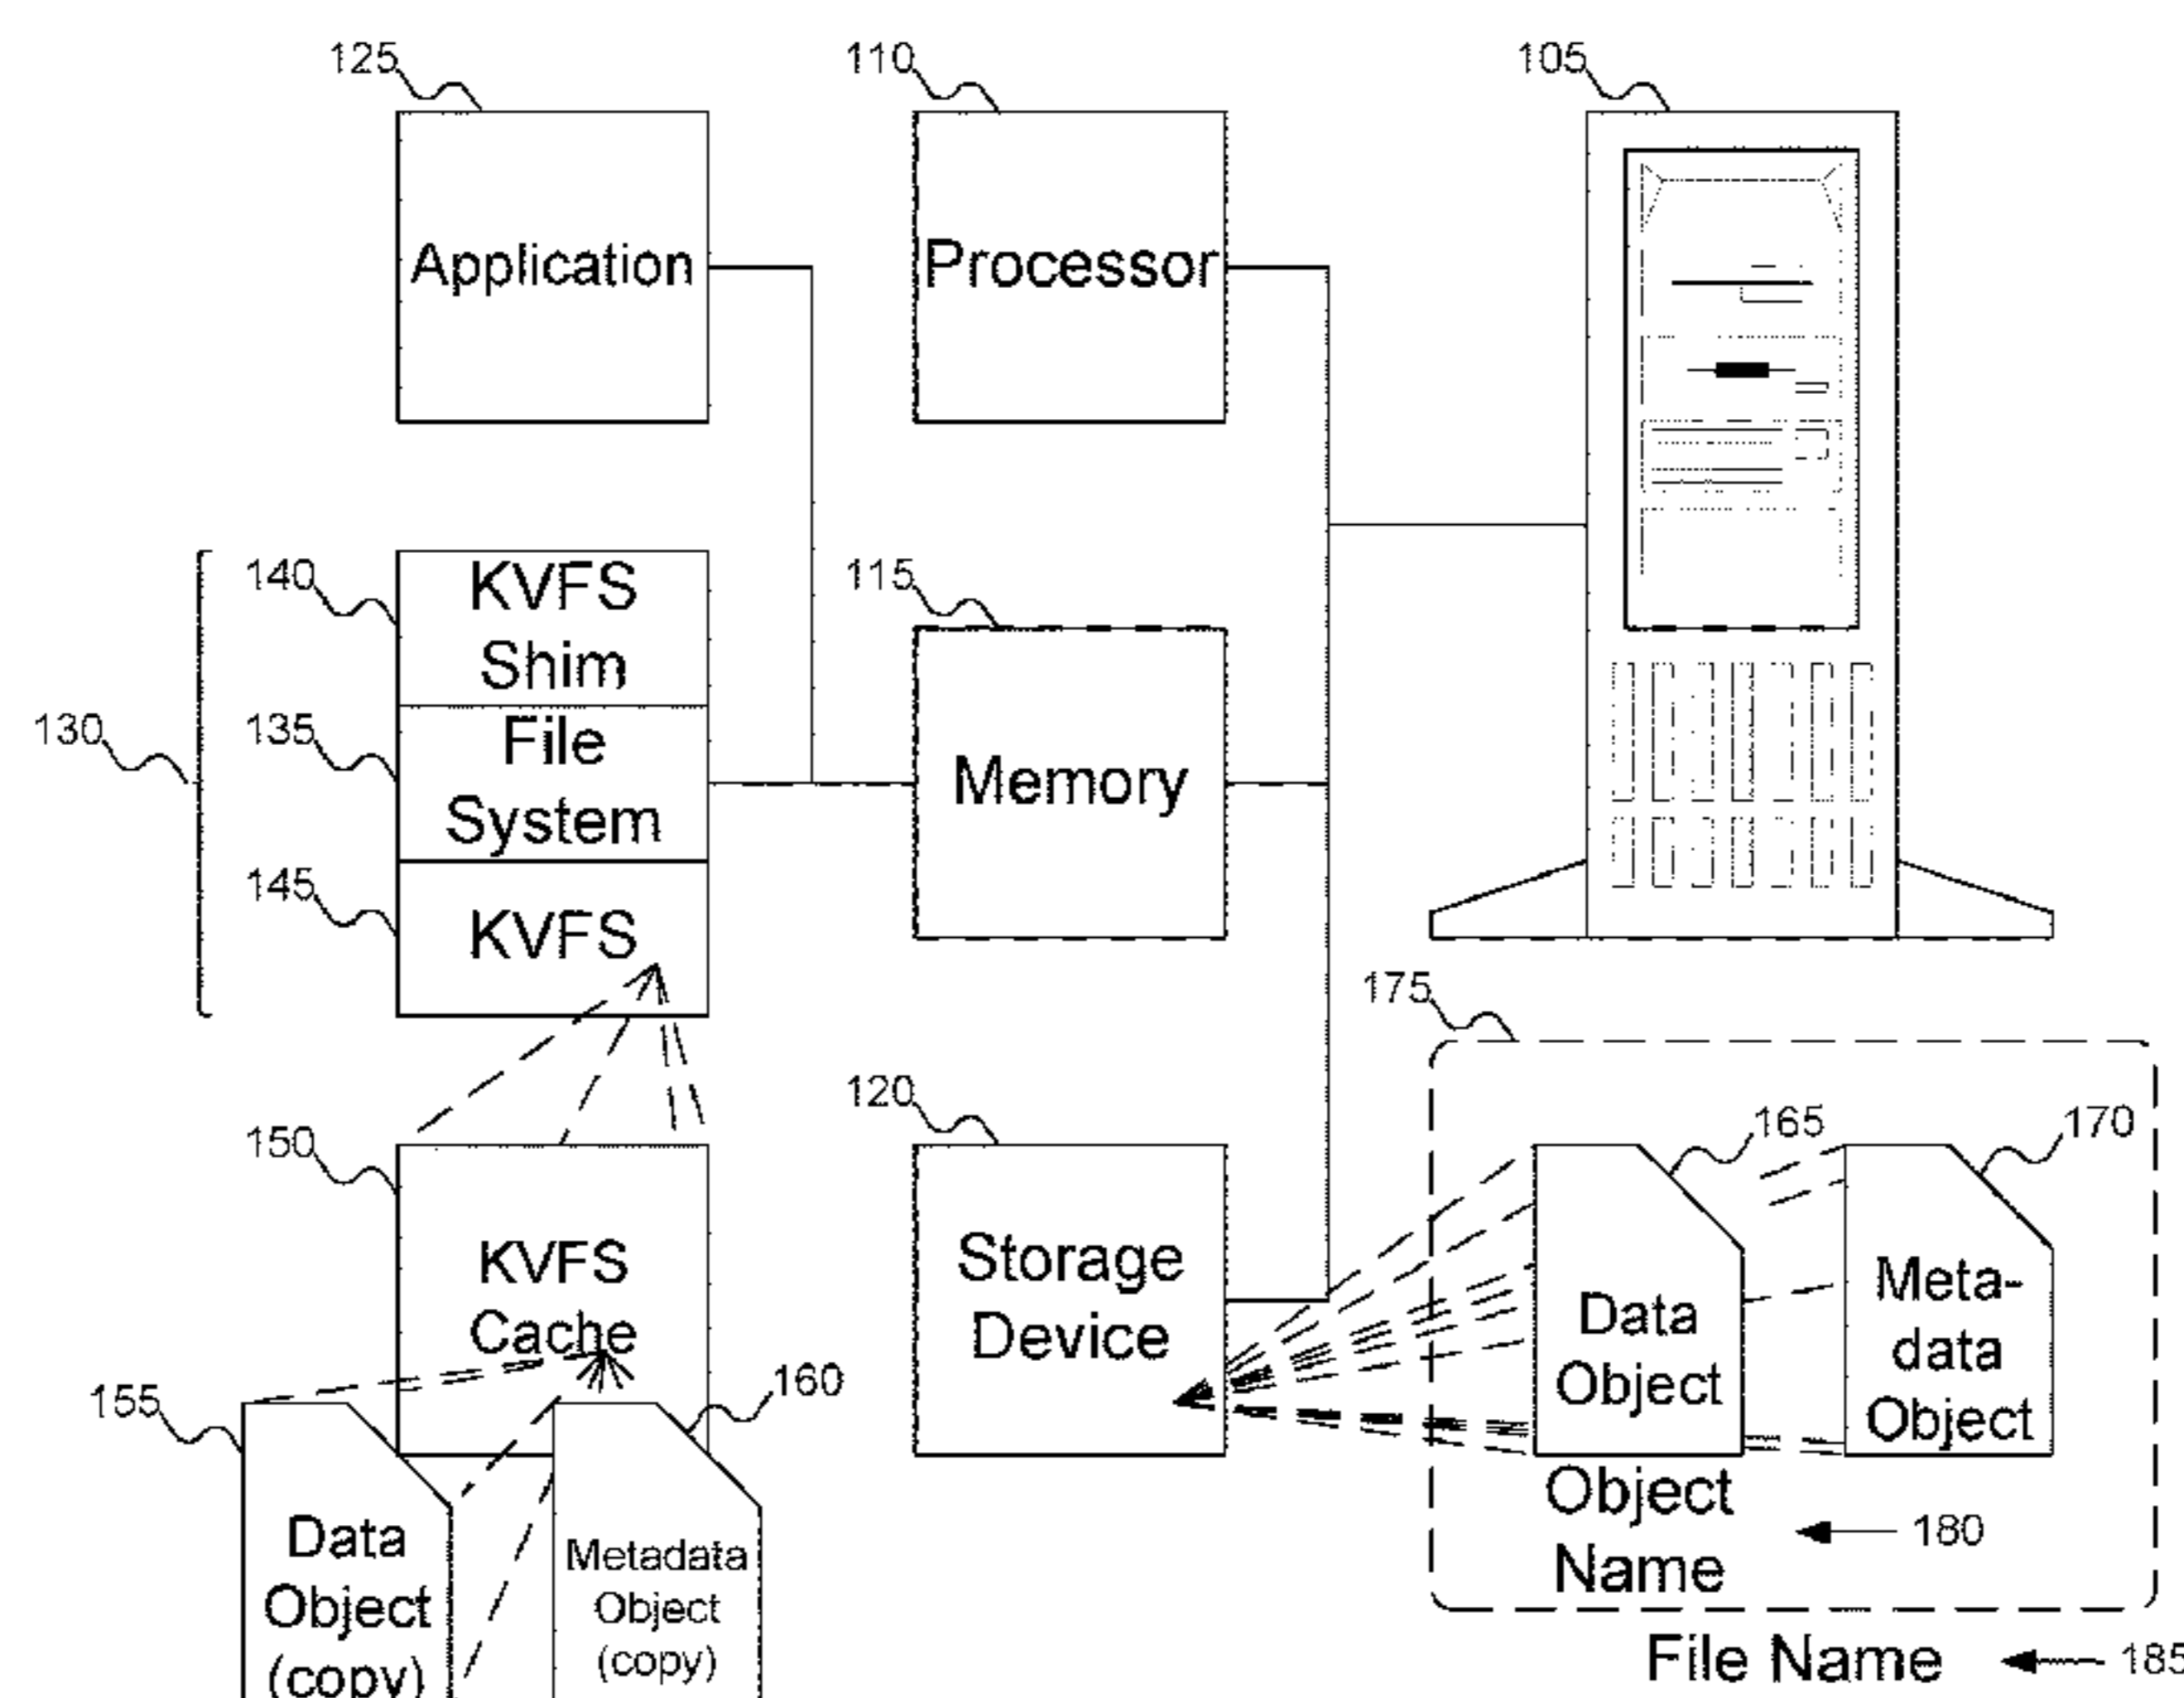 125
110
105
Application
Processor
140
KVFS
Shim
115
130
135
File
System
Memory
145
KVFS
175
120
165
170
150
KVFS
Cache
Storage
Device
Data
Object
Meta-
data
Object
155
160
Object
Name
180
Data
Object
(copy)
Metadata
Object
(copy)
File Name
185